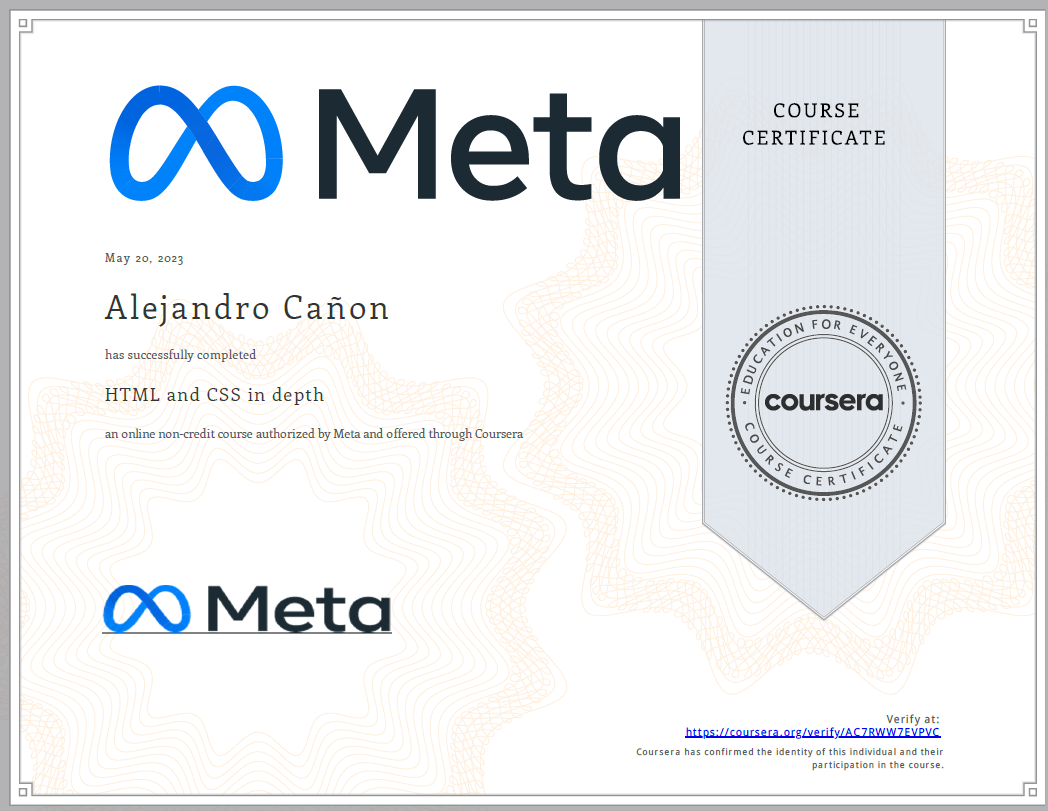 Meta
COURSE
CERTIFICATE
May 20, 2023
Alejandro Cañon
has successfully completed
HTML and CSS in depth
an online non-credit course authorized by Meta and offered through Coursera
EDUCATION FOR EVERYONE
coursera
COURSE CERTIFICATE
Meta
Verify at:
https://coursera.org/verify/AC7RWW7EVPVC
Coursera has confirmed the identity of this individual and their
participation in the course.